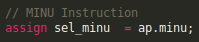 // MINU Instruction
assign sel_minu  = ap.minu;